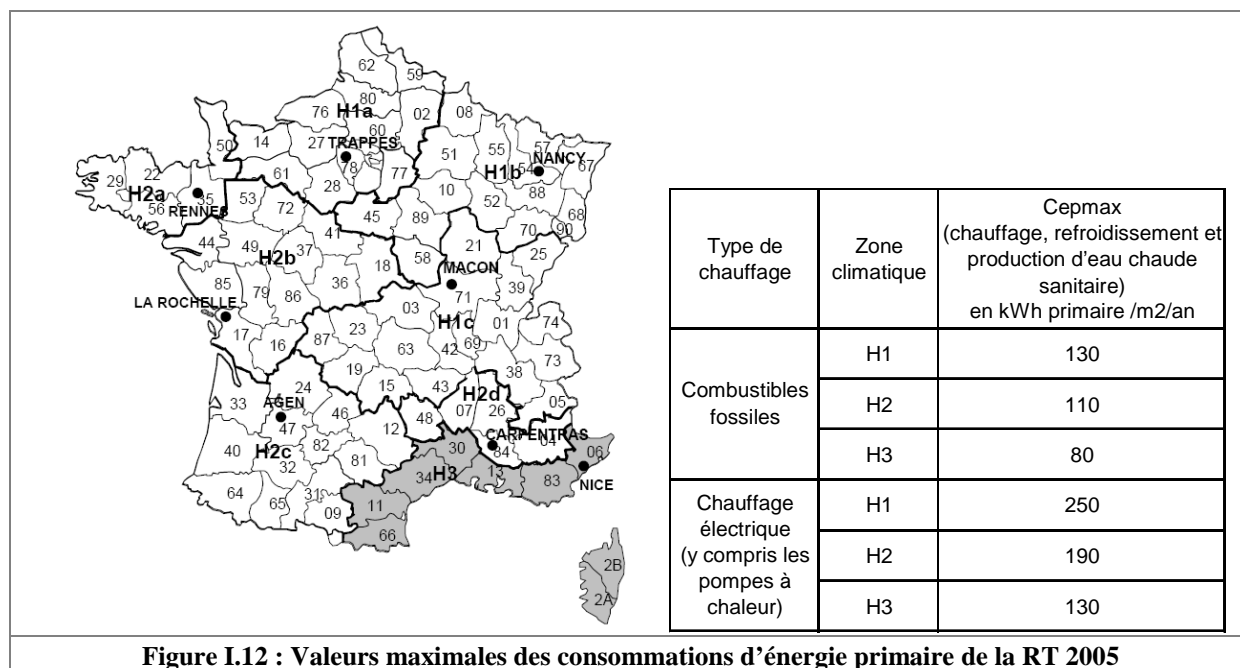 62
59
80
76
H1a
02
08
60
27
TRAPPES
14
50
51
55
57
NANCY
67
54
H1b
78
77
61
28
22
29
H2a
35
56
RENNES
53
72
10
52
88
68
90
70
45
89
41
44
49
37
H2b
18
58
21
25
MACON
39
71
85
79
86
36
LA ROCHELLE
03
H1c
01
74
17
16
87
23
63
42
69
73
19
38
15
43
H2d
05
24
33
AGEN
46
48
07
26
47
12
CARPENTRAS
04
40
H2c
82
81
30
84
06
32
34
H3
13
83
NICE
64
65
31
09
11
66
2B
2A
Type de
chauffage
Zone
climatique
Cepmax
(chauffage, refroidissement et
production d'eau chaude
sanitaire)
en kWh primaire /m2/an
Combustibles
fossiles
H1
130
H2
110
H3
80
Chauffage
électrique
(y compris les
pompes à
chaleur)
H1
250
H2
190
H3
130
Figure I.12 : Valeurs maximales des consommations d'énergie primaire de la RT 2005